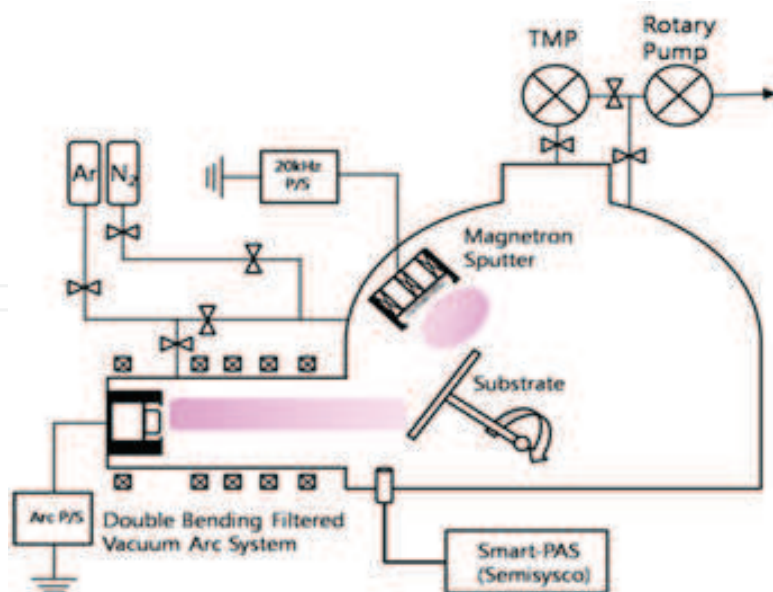 TMP
Rotary
Pump
Ar
N2
20kHz
P/S
Magnetron
Sputter
Substrate
Arc P/S
Double Bending Filtered
Vacuum Arc System
Smart-PAS
(Semisysco)